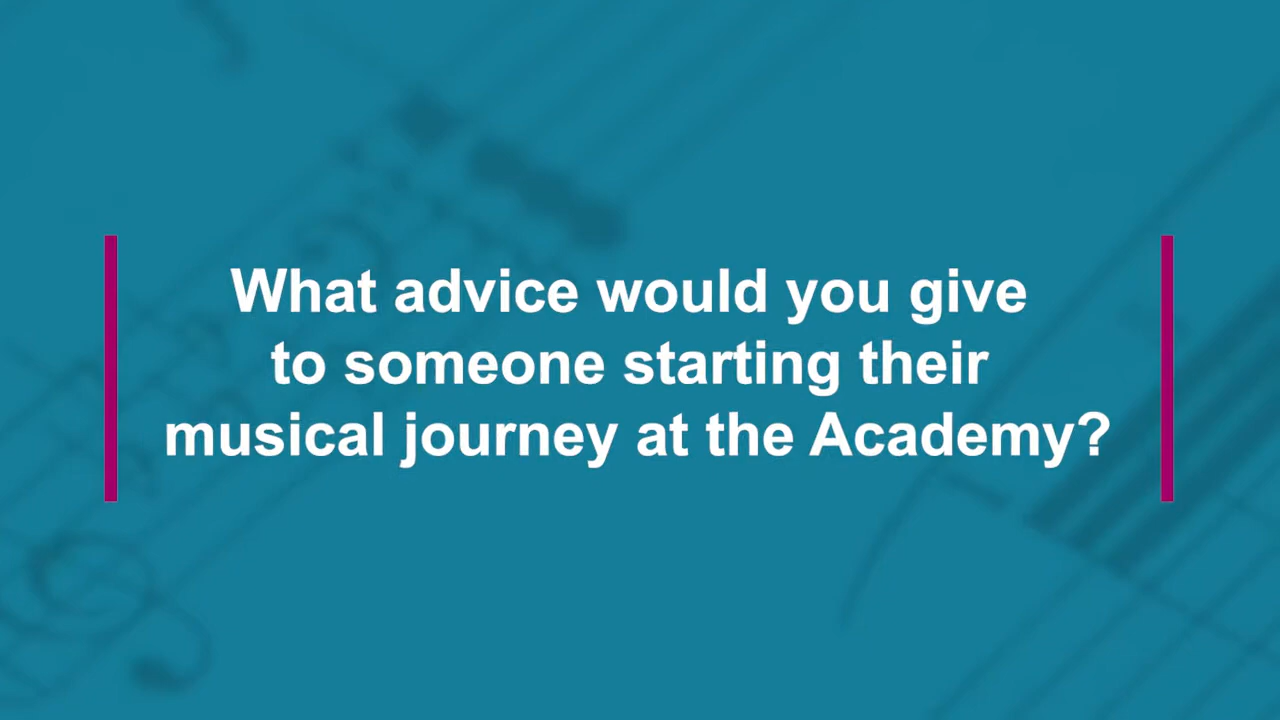 What advice would you give
to someone starting their
musical journey at the Academy?